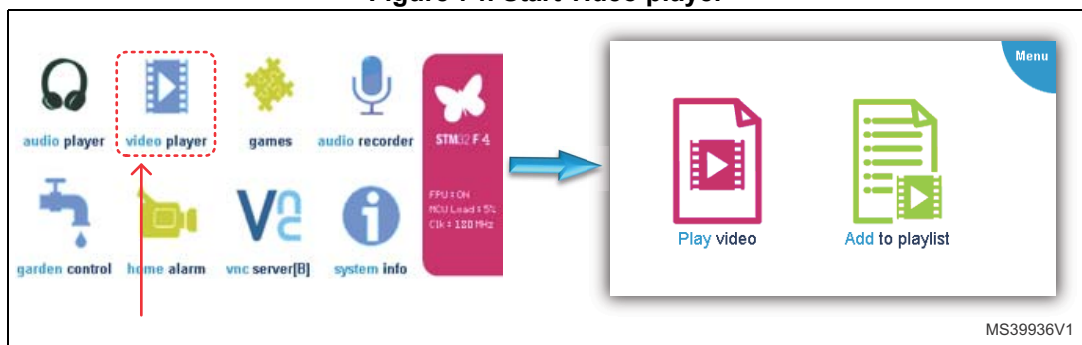 audio player video player games audio recorder
STM32 F4
FPU : ON
MCU Load : 5%
Clk : 180 MHz
garden control home alarm vnc server[B] system info
Menu
Play video
Add to playlist
MS39936V1